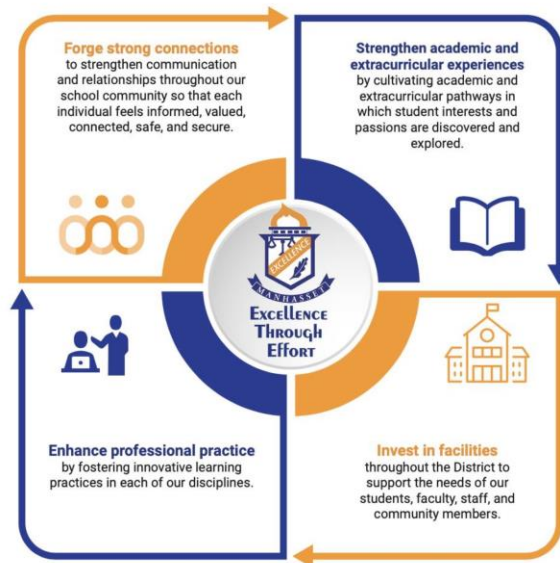 Forge strong connections
to strengthen communication
and relationships throughout our
school community so that each
individual feels informed, valued,
connected, safe, and secure.
Strengthen academic and
extracurricular experiences
by cultivating academic and
extracurricular pathways in
which student interests and
passions are discovered and
explored.
EXCELLENCE
MANHASSET
Excellence
Through
Effort
Enhance professional practice
by fostering innovative learning
practices in each of our disciplines.
Invest in facilities
throughout the District to
support the needs of our
students, faculty, staff, and
community members.